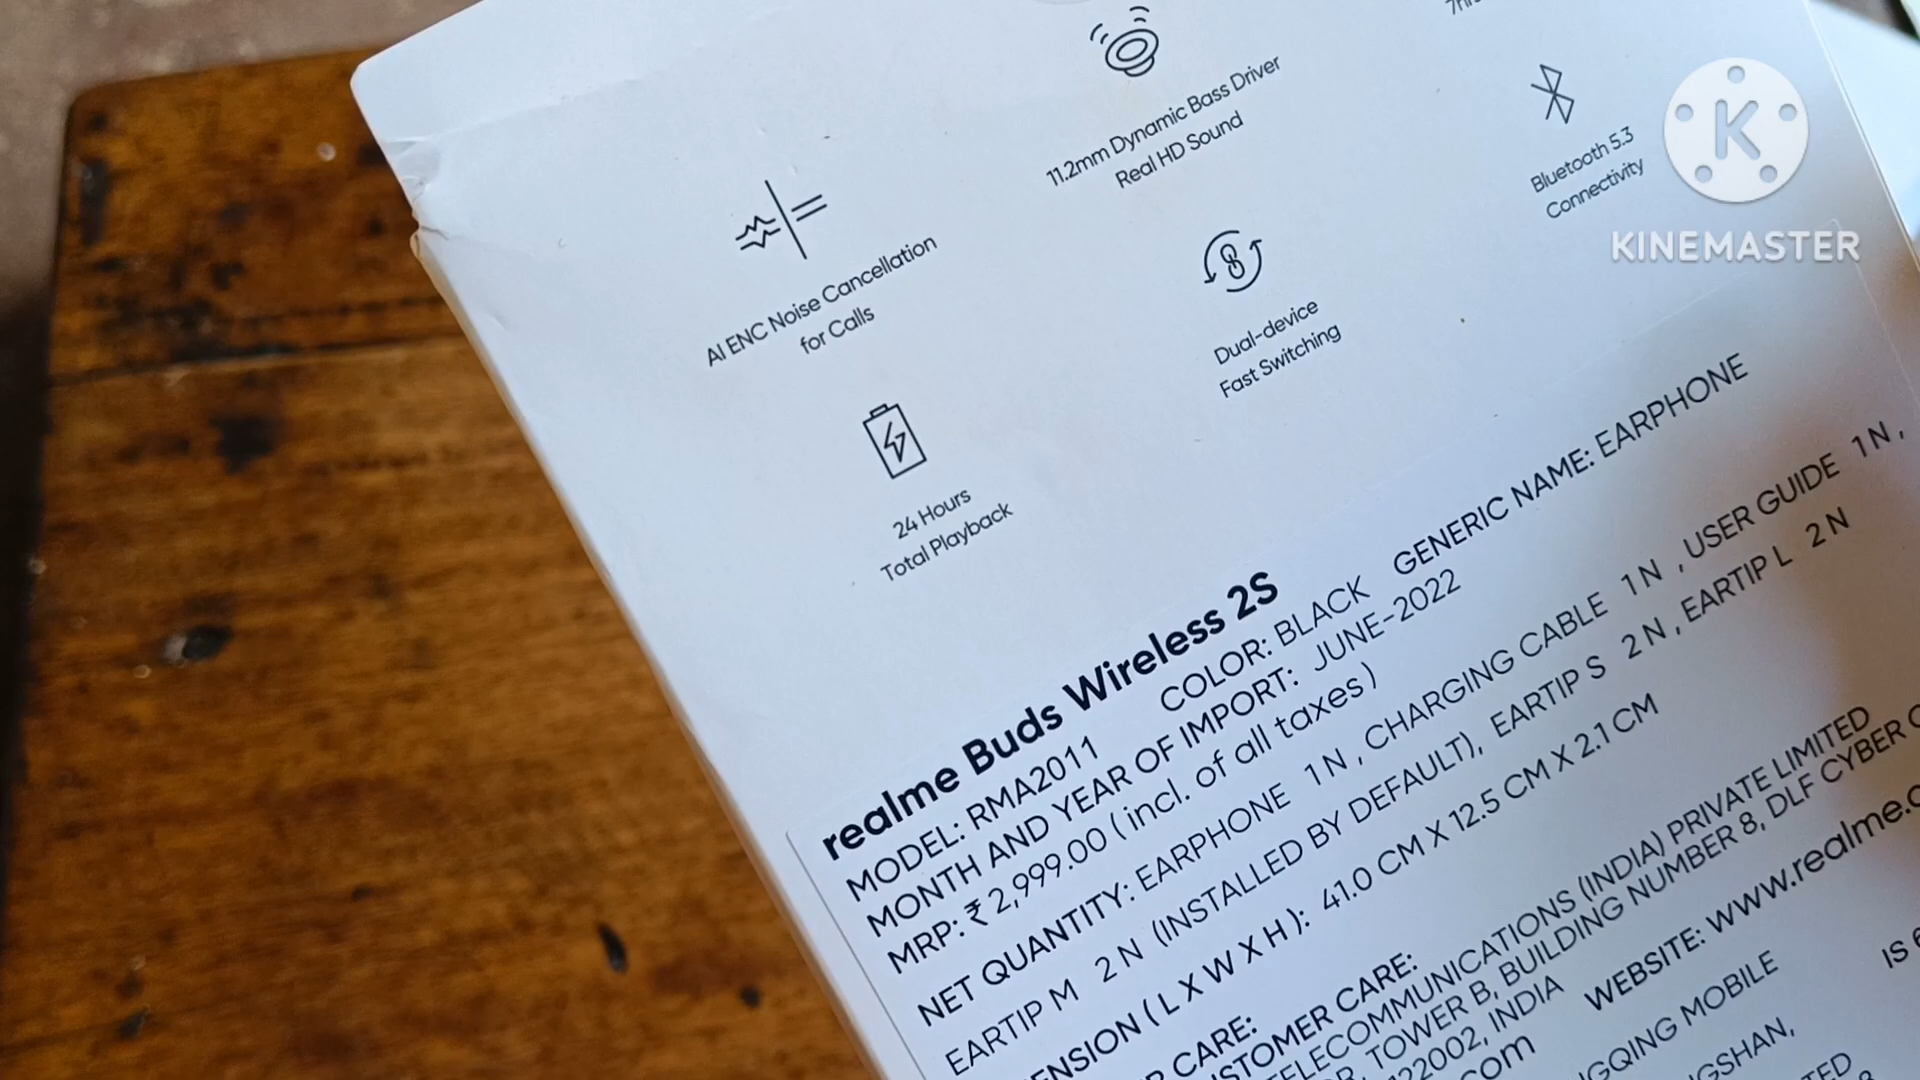 11.2mm Dynamic Bass Driver
Real HD Sound
Bluetooth 5.3
Connectivity
KINEMASTER
AI ENC Noise Cancellation
for Calls
Dual-device
Fast Switching
24 Hours
Total Playback
realme Buds Wireless 2S
MODEL: RMA2011 COLOR: BLACK GENERIC NAME: EARPHONE
MONTH AND YEAR OF IMPORT: JUNE-2022
MRP: ₹ 2,999.00 (incl. of all taxes)
NET QUANTITY: EARPHONE 1N, CHARGING CABLE 1N, USER GUIDE 1N,
EARTIP M 2N (INSTALLED BY DEFAULT), EARTIP S 2N, EARTIP L 2N
(L X W X H): 41.0 CM X 12.5 CM X 2.1 CM
CARE:
CARE:
TELECOMMUNICATIONS (INDIA) PRIVATE LIMITED
TOWER B, BUILDING NUMBER 8, DLF CYBER
INDIA
WEBSITE: www.realme.
MOBILE
IS